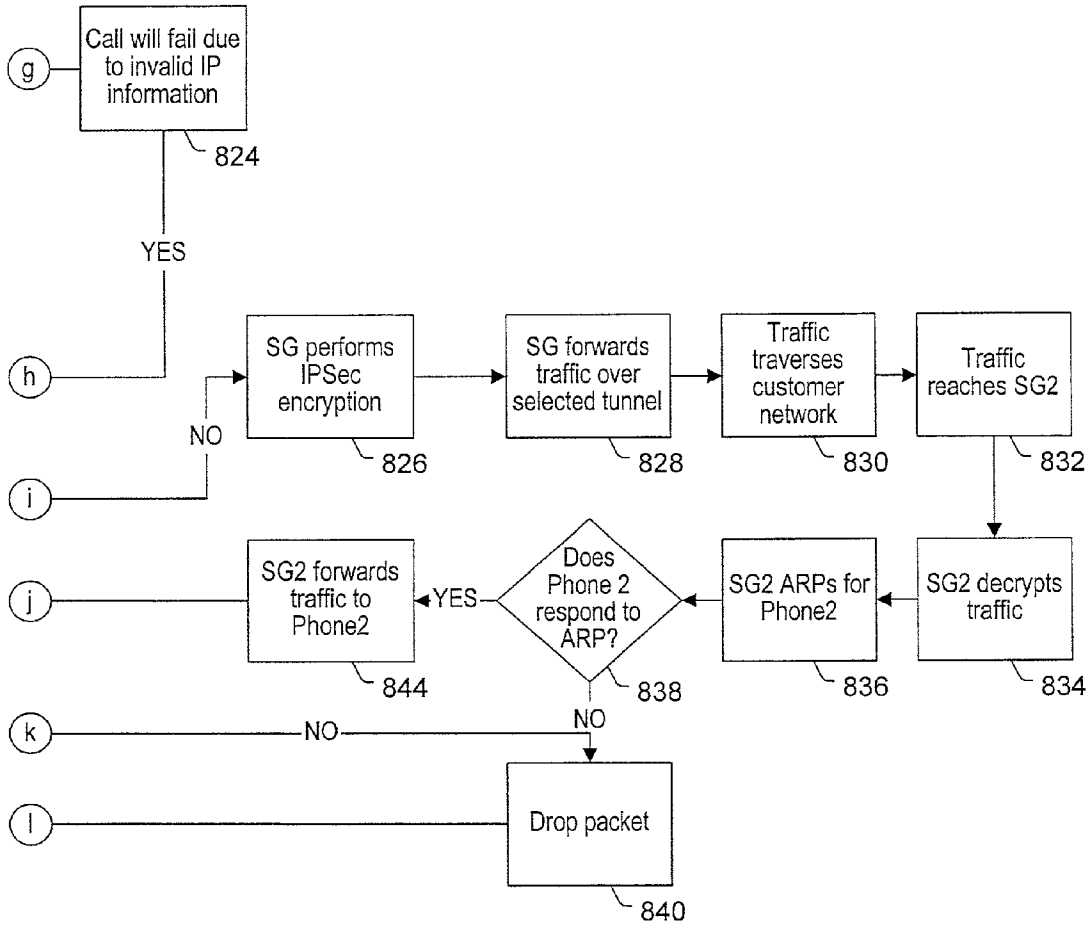 g
Call will fail due
to invalid IP
information
824
YES
h
SG performs
IPSec
encryption
826
SG forwards
traffic over
selected tunnel
828
Traffic
traverses
customer
network
830
Traffic
reaches SG2
832
NO
i
j
SG2 forwards
traffic to
Phone2
844
YES
Does
Phone 2
respond to
ARP?
838
SG2 ARPs for
Phone2
836
SG2 decrypts
traffic
834
k
NO
NO
l
Drop packet
840